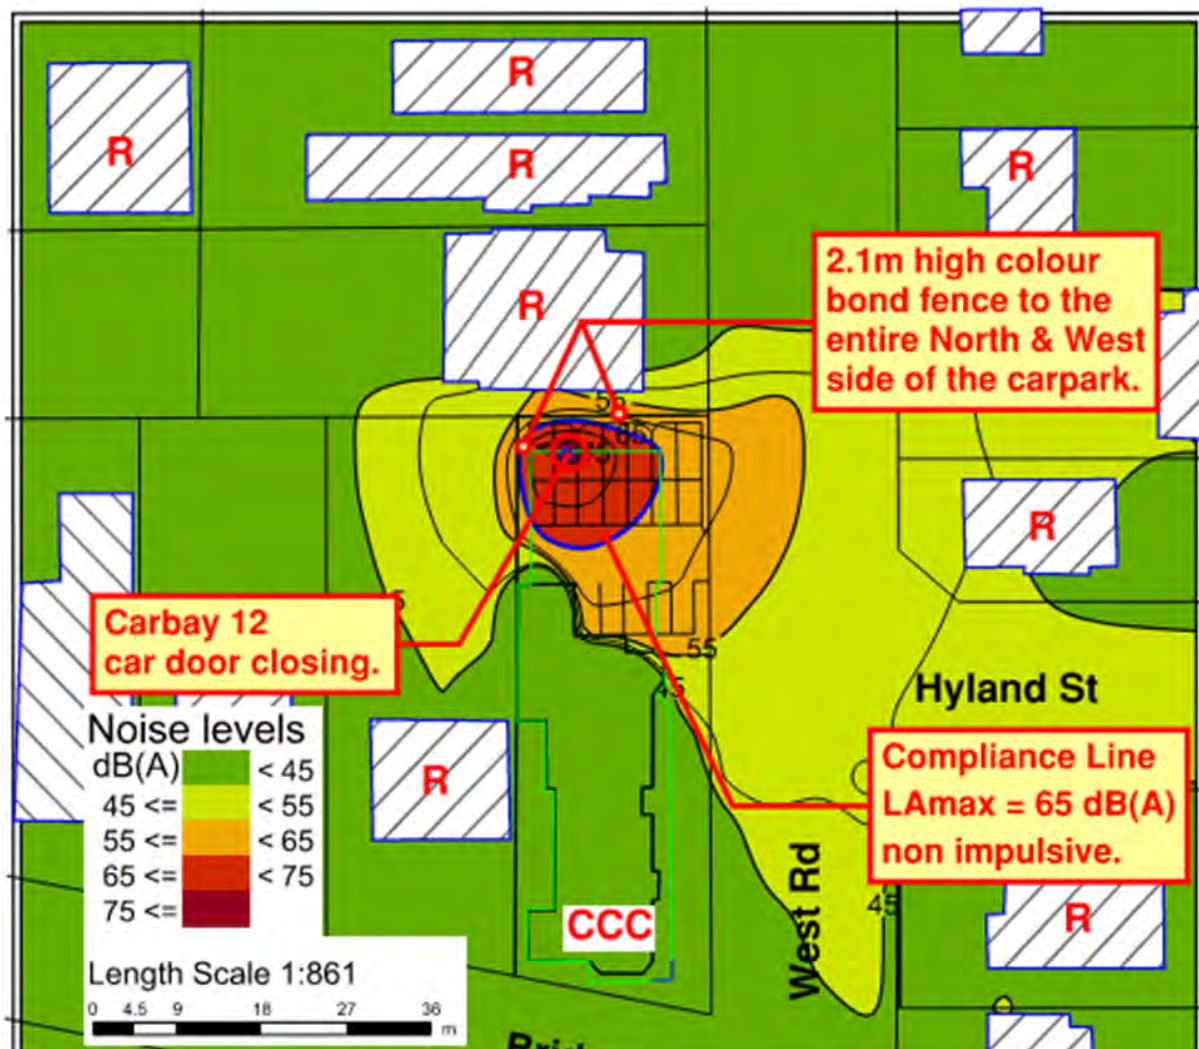 R
R
R
R
R
2.1m high colour
bond fence to the
entire North & West
side of the carpark.
55
65
75
R
Carbay 12
car door closing.
55
45
Hyland St
Noise levels
dB(A)
< 45
45 <=
< 55
55 <=
< 65
65 <=
< 75
75 <=
R
Compliance Line
LAmax = 65 dB(A)
non impulsive.
West Rd
45
R
CCC
Length Scale 1:861
0 4.5 9 18 27 36
m